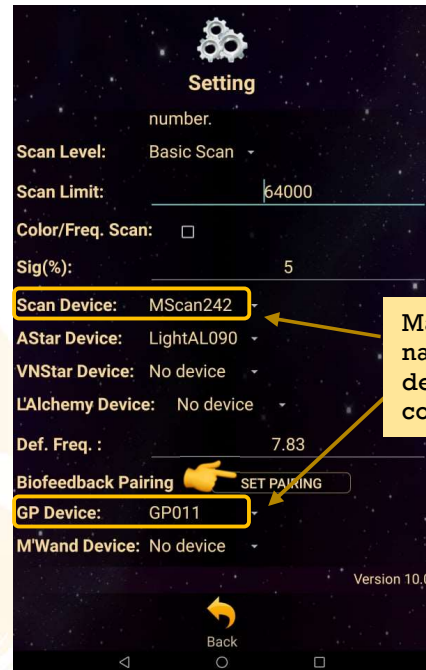 Setting
number.
Scan Level: Basic Scan
Scan Limit: 64000
Color/Freq. Scan:
Sig(%): 5
Scan Device: MScan242
AStar Device: LightAL090
VNStar Device: No device
L'Alchemy Device: No device
Def. Freq. : 7.83
Biofeedback Pairing SET PAIRING
GP Device: GP011
M'Wand Device: No device
Version 10.0
Back